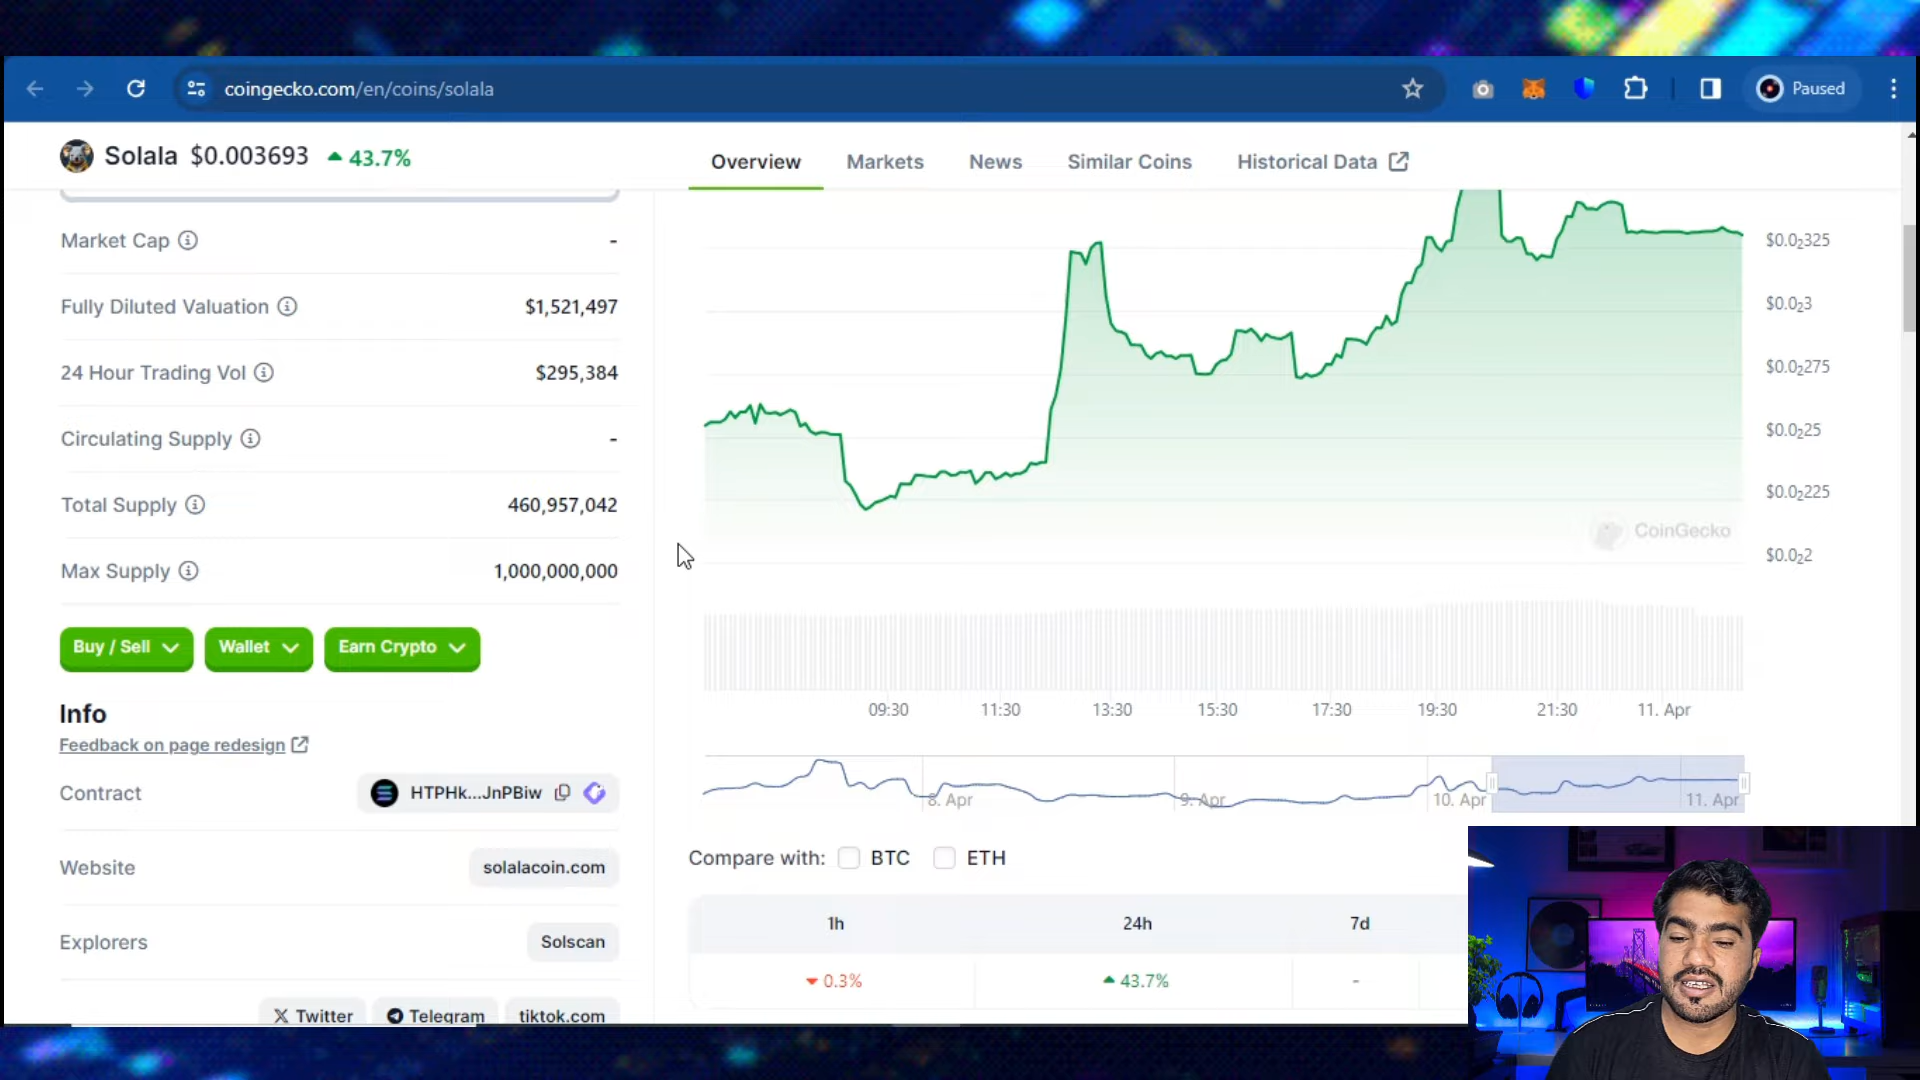 coingecko.com/en/coins/solala
Paused
Solala $0.003693 43.7%
Overview Markets News Similar Coins Historical Data
Market Cap -
Fully Diluted Valuation $1,521,497
24 Hour Trading Vol $295,384
Circulating Supply -
Total Supply 460,957,042
Max Supply 1,000,000,000
Buy / Sell Wallet Earn Crypto
Info
Feedback on page redesign
Contract HTPHk...JnPBiw
Website solalacoin.com
Explorers Solscan
Twitter Telegram tiktok.com
$0.0₂325
$0.0₂3
$0.0₂275
$0.0₂25
$0.0₂225
CoinGecko
$0.0₂2
09:30 11:30 13:30 15:30 17:30 19:30 21:30 11. Apr
8. Apr 9. Apr 10. Apr 11. Apr
Compare with: BTC ETH
1h 24h 7d
0.3% 43.7% -